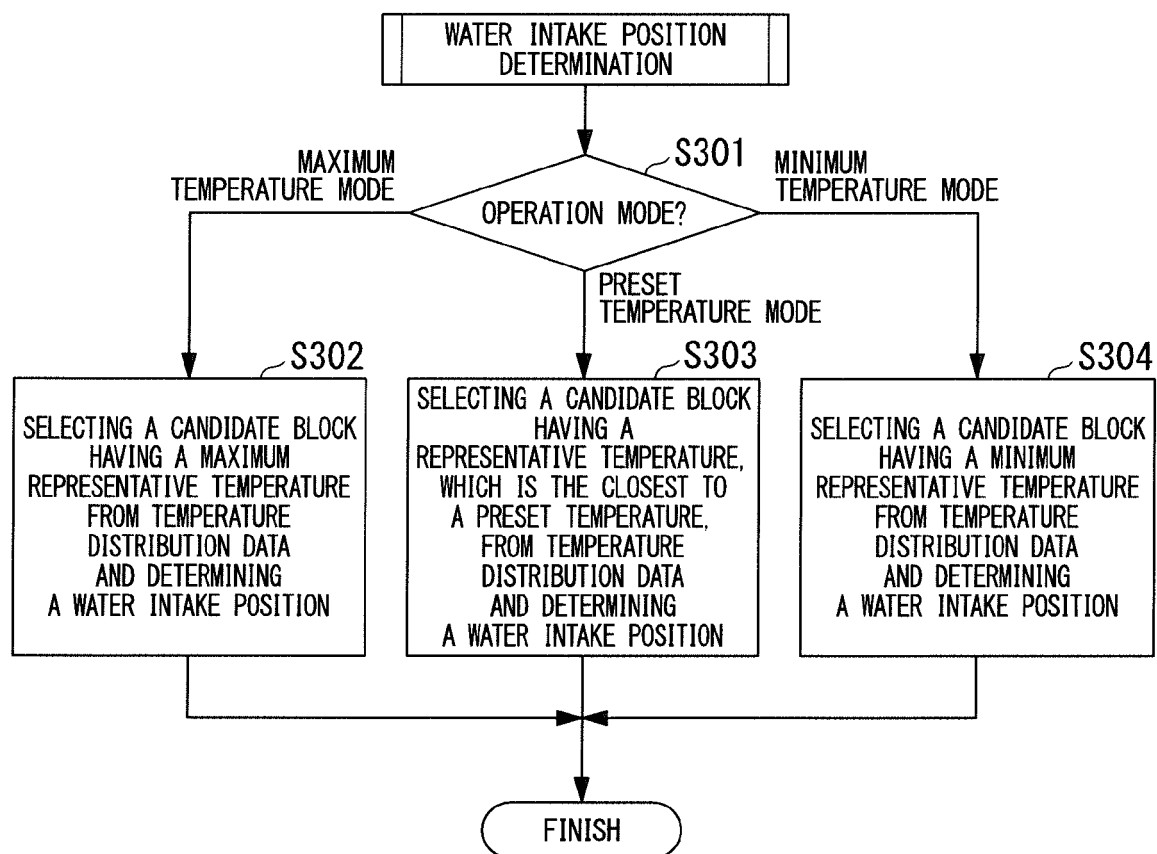 WATER INTAKE POSITION
DETERMINATION
S301
MAXIMUM
TEMPERATURE MODE
MINIMUM
TEMPERATURE MODE
OPERATION MODE?
PRESET
TEMPERATURE MODE
S302
SELECTING A CANDIDATE BLOCK
HAVING A MAXIMUM
REPRESENTATIVE TEMPERATURE
FROM TEMPERATURE
DISTRIBUTION DATA
AND DETERMINING
A WATER INTAKE POSITION
S303
SELECTING A CANDIDATE BLOCK
HAVING A
REPRESENTATIVE TEMPERATURE,
WHICH IS THE CLOSEST TO
A PRESET TEMPERATURE,
FROM TEMPERATURE
DISTRIBUTION DATA
AND DETERMINING
A WATER INTAKE POSITION
S304
SELECTING A CANDIDATE BLOCK
HAVING A MINIMUM
REPRESENTATIVE TEMPERATURE
FROM TEMPERATURE
DISTRIBUTION DATA
AND DETERMINING
A WATER INTAKE POSITION
FINISH